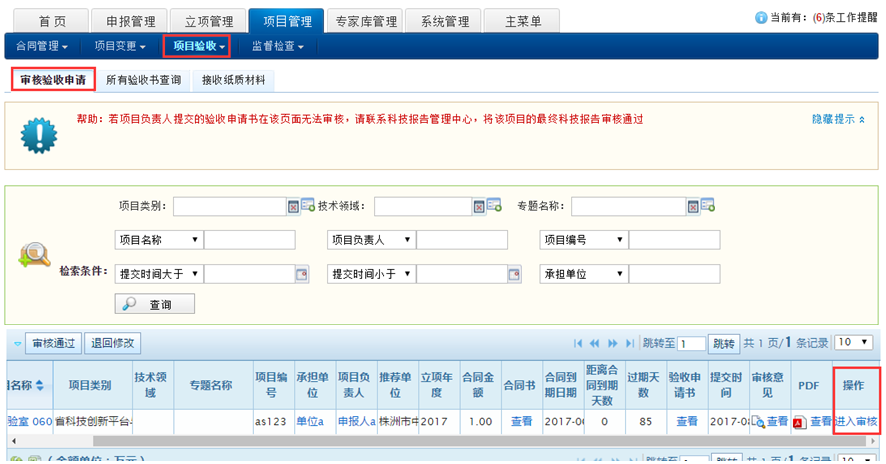 首 页 申报管理 立项管理 项目管理 专家库管理 系统管理 主菜单 当前有：(6)条工作提醒
合同管理 项目变更 项目验收 监督检查
审核验收申请 所有验收书查询 接收纸质材料
帮助：若项目负责人提交的验收申请书在该页面无法审核，请联系科技报告管理中心，将该项目的最终科技报告审核通过 隐藏提示
项目类别： 技术领域： 专题名称：
项目名称 项目负责人 项目编号
检索条件： 提交时间大于 提交时间小于 承担单位
查询
审核通过 退回修改 跳转至 1 跳转 共 1 页/1 条记录 10
目名称 项目类别 技术领域 专题名称 项目编号 承担单位 项目负责人 推荐单位 立项年度 合同金额 合同书 合同到期日期 距离合同到期天数 过期天数 验收申请书 提交时间 审核意见 PDF 操作
验室 060 省科技创新平台- as123 单位a 申报人a 株洲市中 2017 1.00 查看 2017-0 0 85 查看 2017-0 查看 查看 进入审核
(金额单位：万元) 跳转至 1 跳转 共 1 页/1 条记录 10